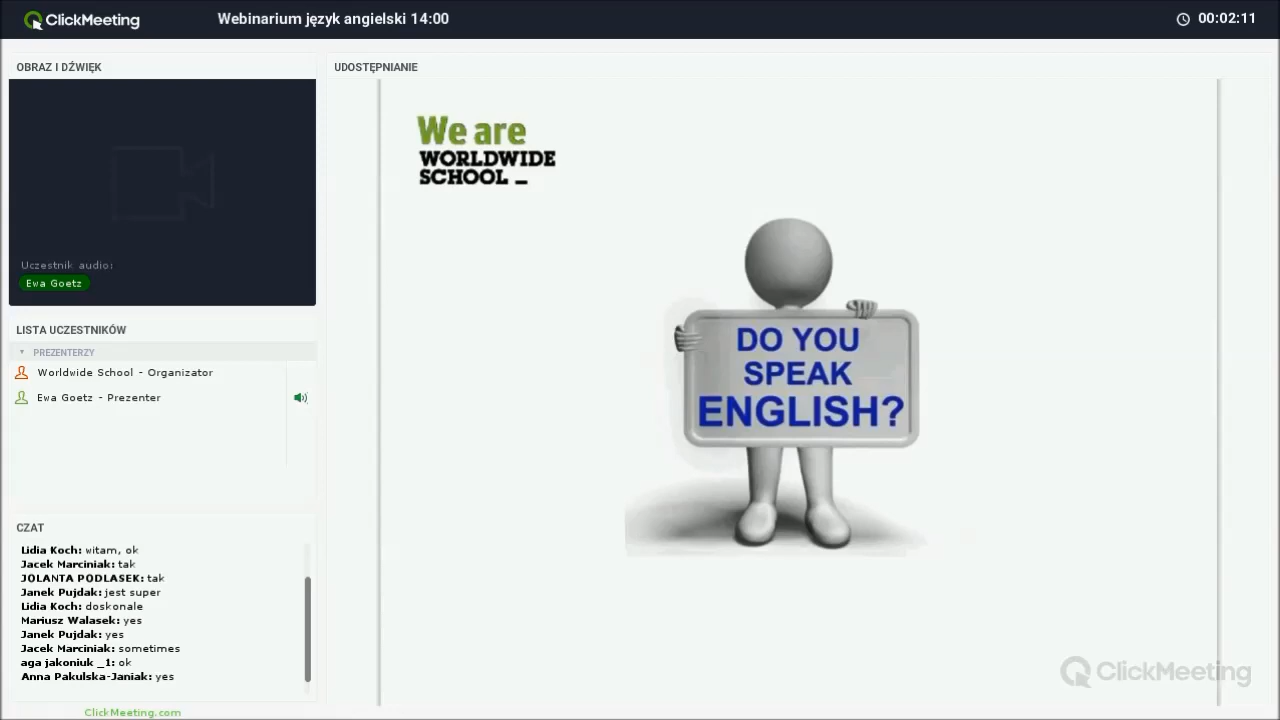 ClickMeeting
Webinarium język angielski 14:00
00:02:11
OBRAZ I DŹWIĘK
Uczestnik audio:
Ewa Goetz
LISTA UCZESTNIKÓW
PREZENTERZY
Worldwide School - Organizator
Ewa Goetz - Prezenter
CZAT
Lidia Koch: witam, ok
Jacek Marciniak: tak
JOLANTA PODLASEK: tak
Janek Pujdak: jest super
Lidia Koch: doskonale
Mariusz Walasek: yes
Janek Pujdak: yes
Jacek Marciniak: sometimes
aga jakoniuk _1: ok
Anna Pakulska-Janiak: yes
ClickMeeting.com
UDOSTĘPNIANIE
We are
WORLDWIDE
SCHOOL _
DO YOU
SPEAK
ENGLISH?
ClickMeeting